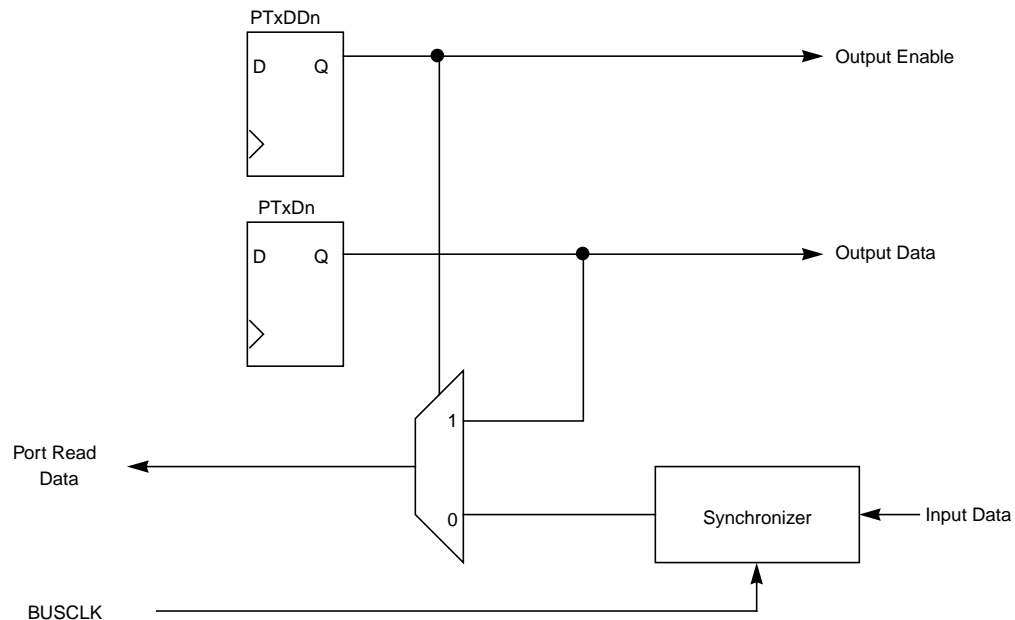 PTxDDn
D Q
Output Enable
PTxDn
D Q
Output Data
1
Port Read
Data
0
Synchronizer
Input Data
BUSCLK